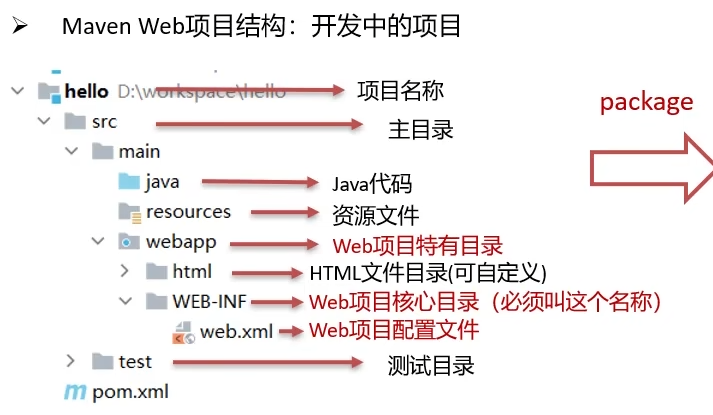 ➢ Maven Web项目结构：开发中的项目
hello D:\workspace\hello 项目名称
src 主目录
main
java Java代码
resources 资源文件
webapp Web项目特有目录
html HTML文件目录(可自定义)
WEB-INF Web项目核心目录（必须叫这个名称）
web.xml Web项目配置文件
test 测试目录
pom.xml
package